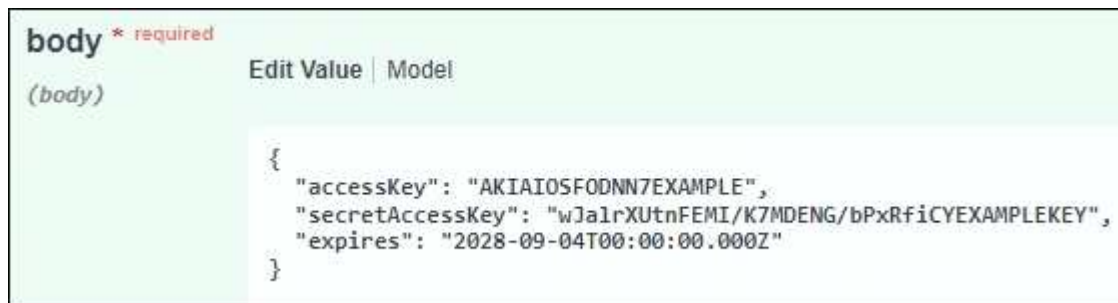 body * required
(body)
Edit Value | Model
{
"accessKey": "AKIAIOSFODNN7EXAMPLE",
"secretAccessKey": "wJalrXUtnFEMI/K7MDENG/bPxRfiCYEXAMPLEKEY",
"expires": "2028-09-04T00:00:00.000Z"
}